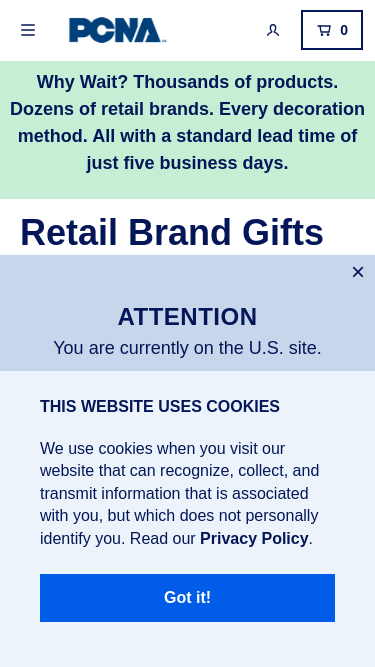 PCNA
0
Why Wait? Thousands of products.
Dozens of retail brands. Every decoration
method. All with a standard lead time of
just five business days.
Retail Brand Gifts
ATTENTION
You are currently on the U.S. site.
THIS WEBSITE USES COOKIES
We use cookies when you visit our
website that can recognize, collect, and
transmit information that is associated
with you, but which does not personally
identify you. Read our Privacy Policy.
Got it!